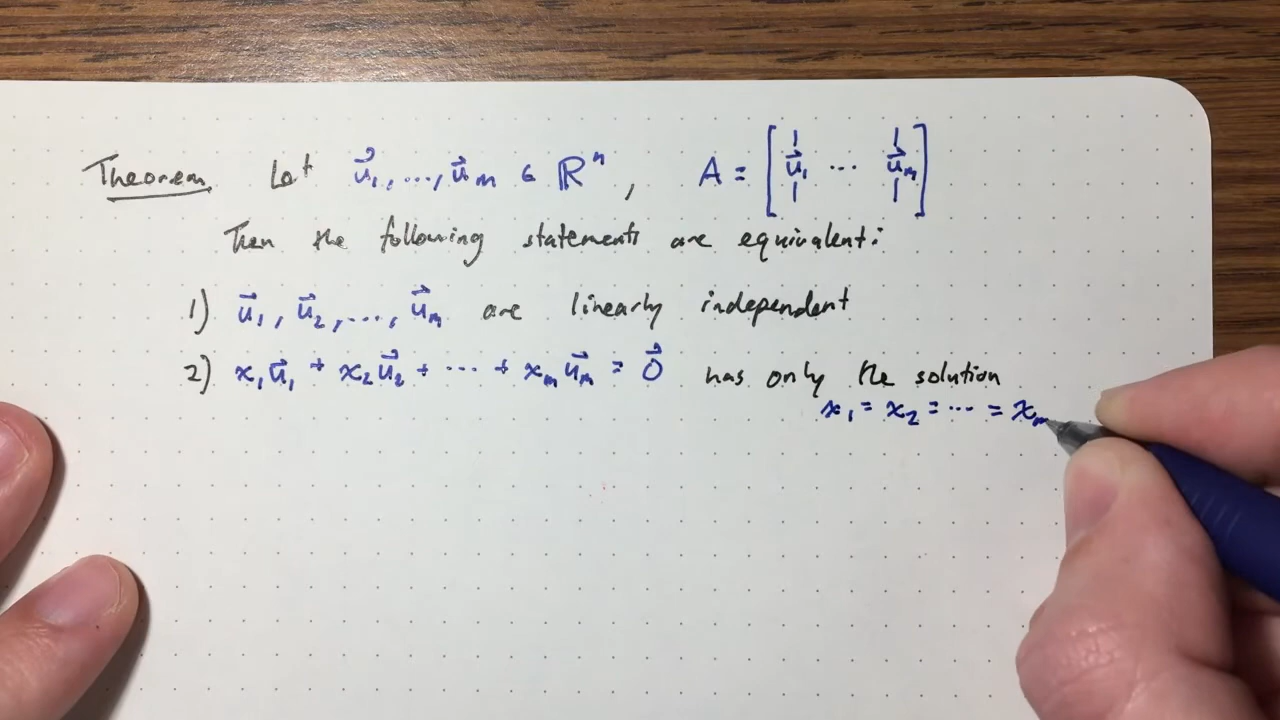 Theorem Let u⃗₁, ..., u⃗ₘ ∈ ℝⁿ, A = [u⃗₁ ... u⃗ₘ]
Then the following statements are equivalent:
1) u⃗₁, u⃗₂, ..., u⃗ₘ are linearly independent
2) x₁u⃗₁ + x₂u⃗₂ + ... + xₘu⃗ₘ = 0⃗ has only the solution
x₁ = x₂ = ... = xₘ